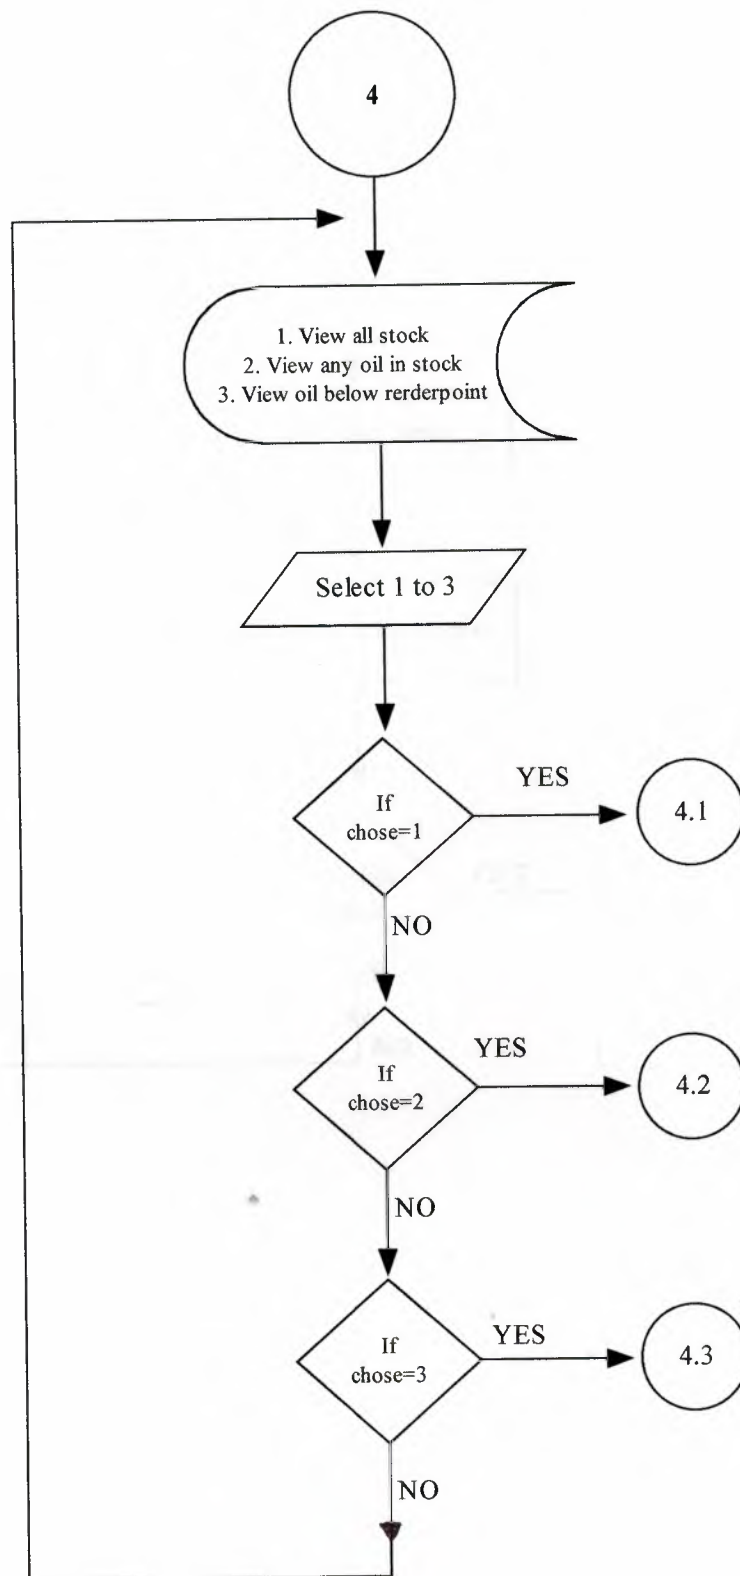 4
1. View all stock
2. View any oil in stock
3. View oil below rerderpoint
Select 1 to 3
If
chose=1
YES
4.1
NO
If
chose=2
YES
4.2
NO
If
chose=3
YES
4.3
NO